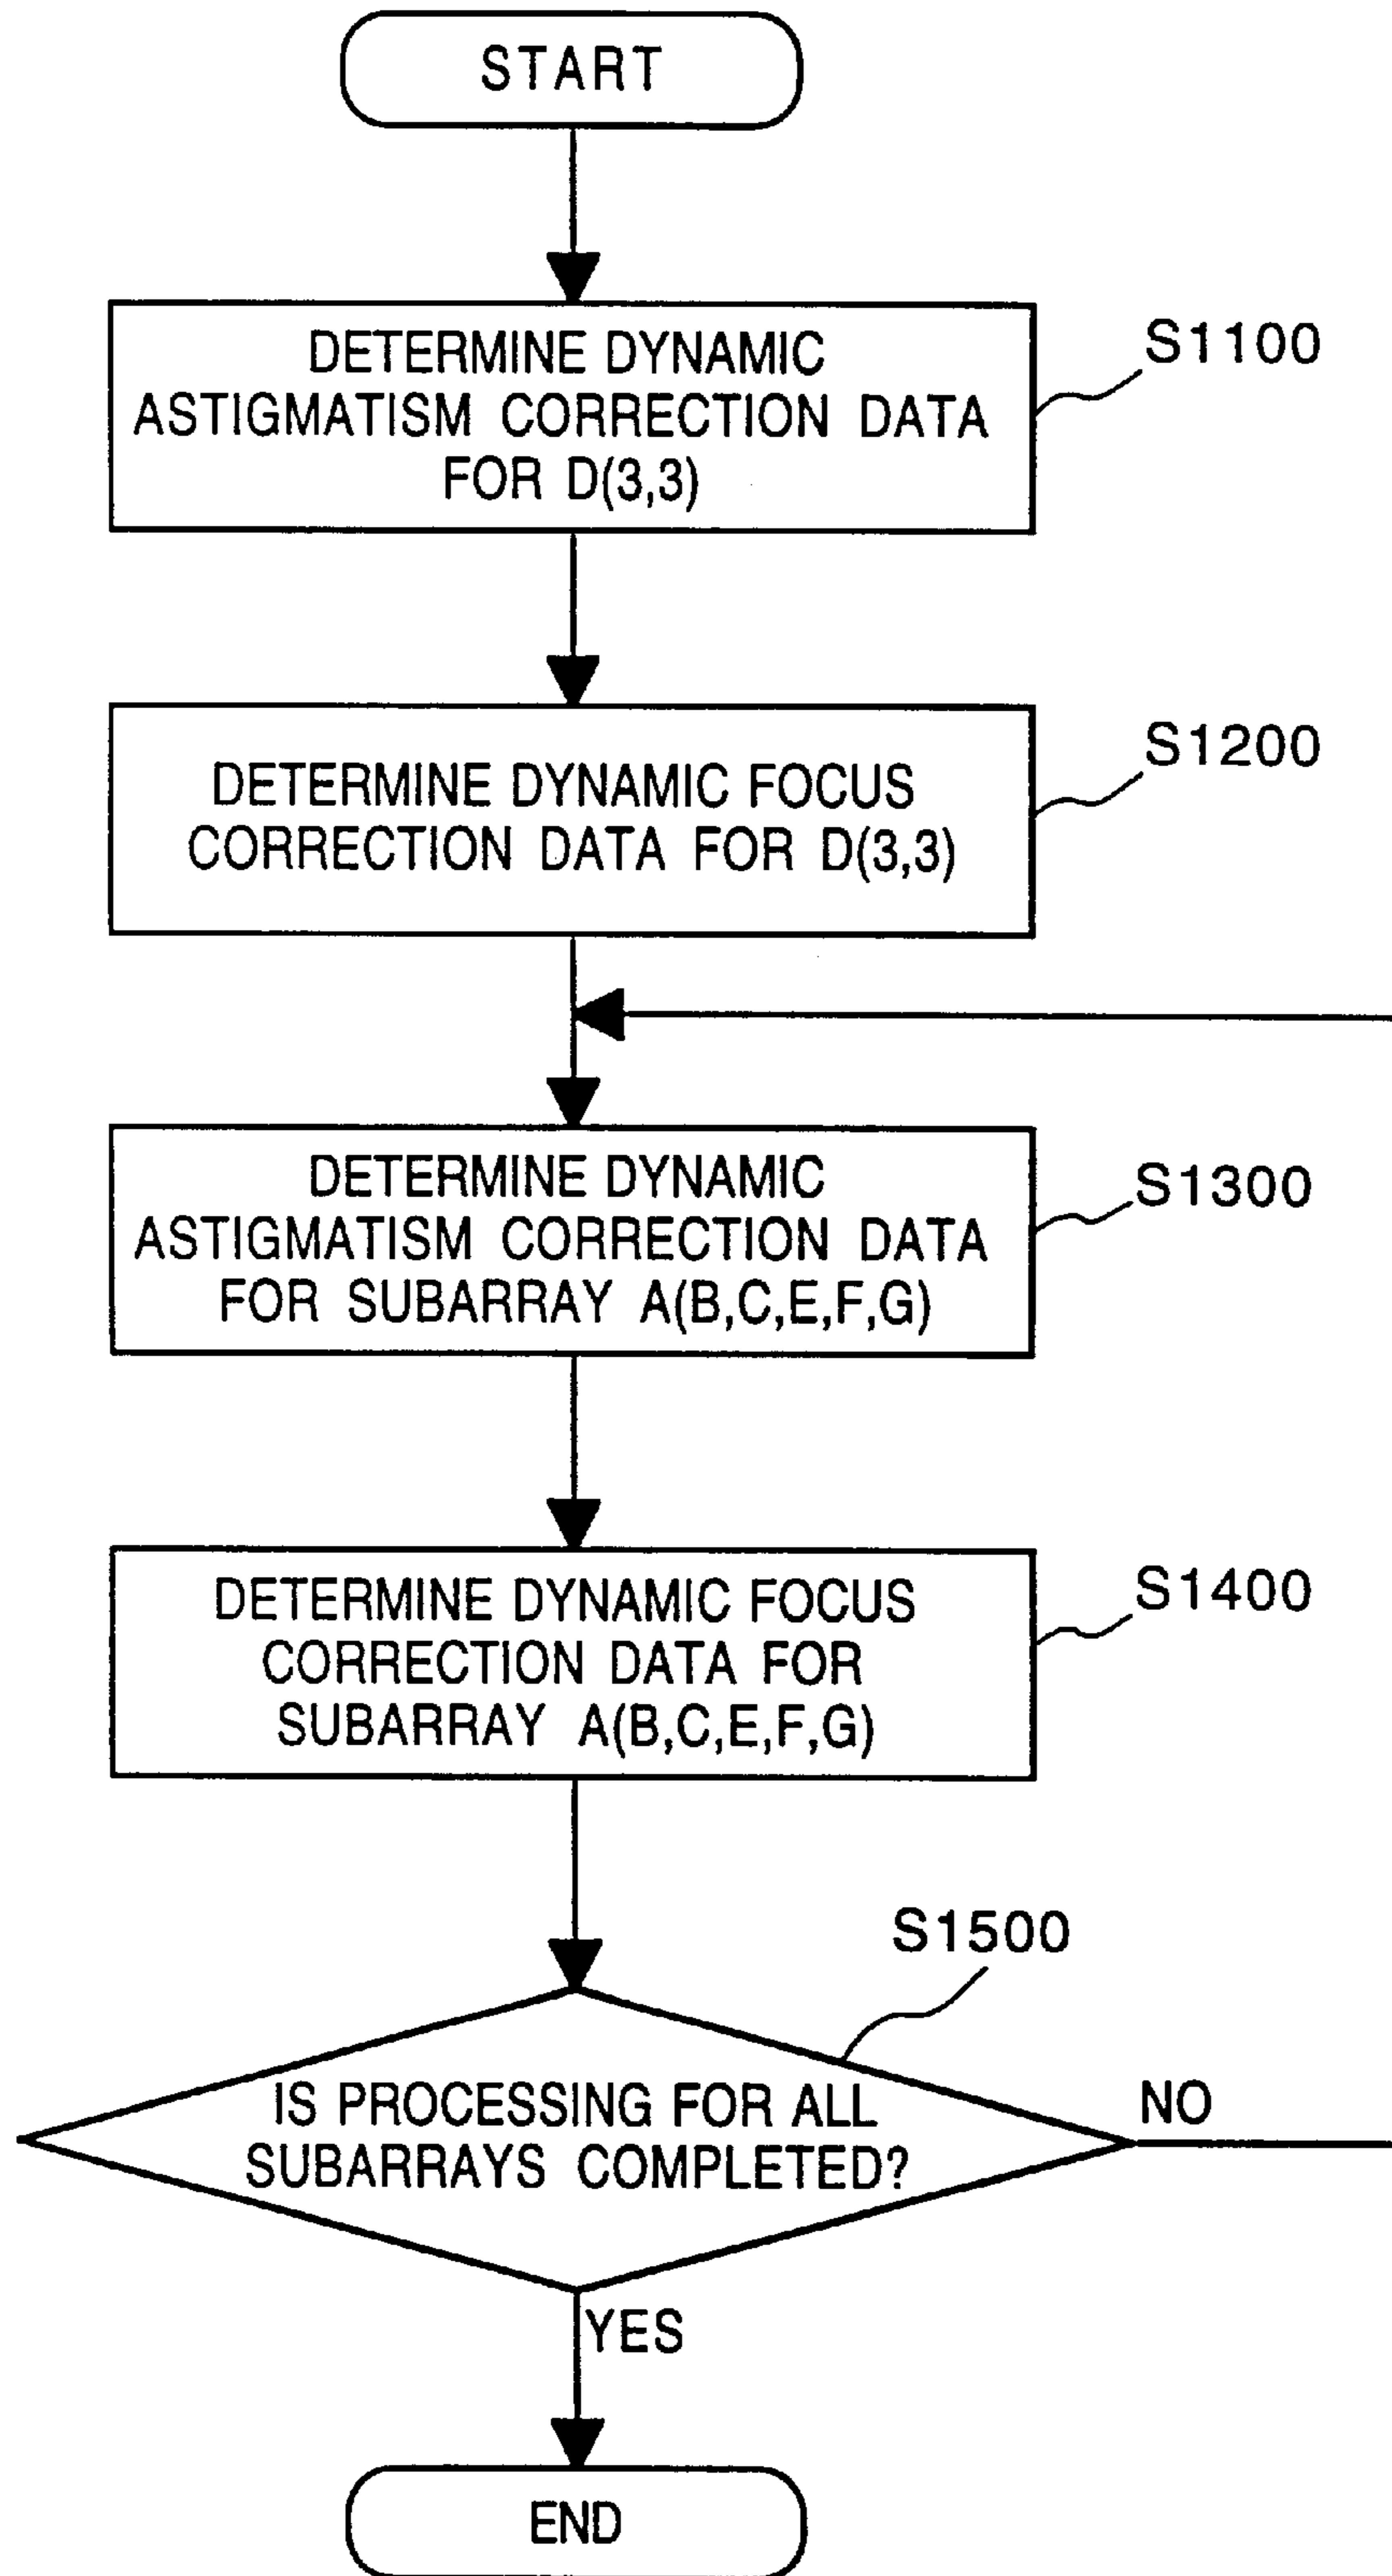 START
DETERMINE DYNAMIC
ASTIGMATISM CORRECTION DATA
FOR D(3,3)
S1100
DETERMINE DYNAMIC FOCUS
CORRECTION DATA FOR D(3,3)
S1200
DETERMINE DYNAMIC
ASTIGMATISM CORRECTION DATA
FOR SUBARRAY A(B,C,E,F,G)
S1300
DETERMINE DYNAMIC FOCUS
CORRECTION DATA FOR
SUBARRAY A(B,C,E,F,G)
S1400
S1500
IS PROCESSING FOR ALL
SUBARRAYS COMPLETED?
NO
YES
END